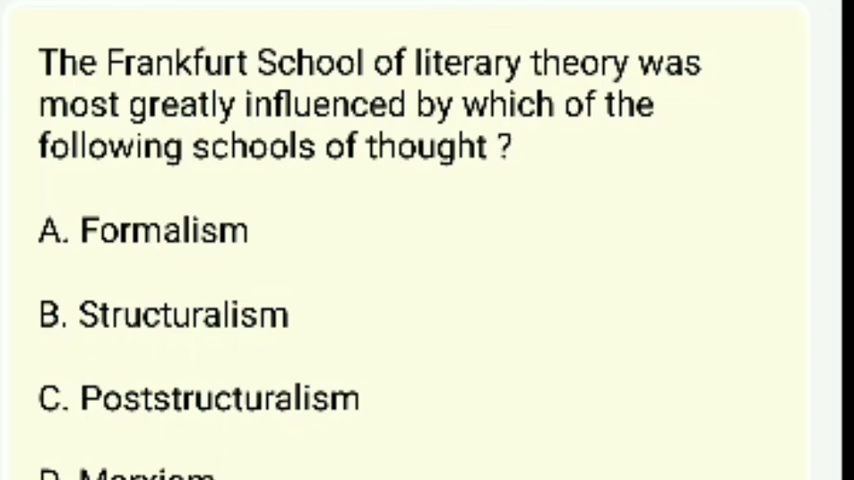 The Frankfurt School of literary theory was
most greatly influenced by which of the
following schools of thought ?
A. Formalism
B. Structuralism
C. Poststructuralism
D. Marxism